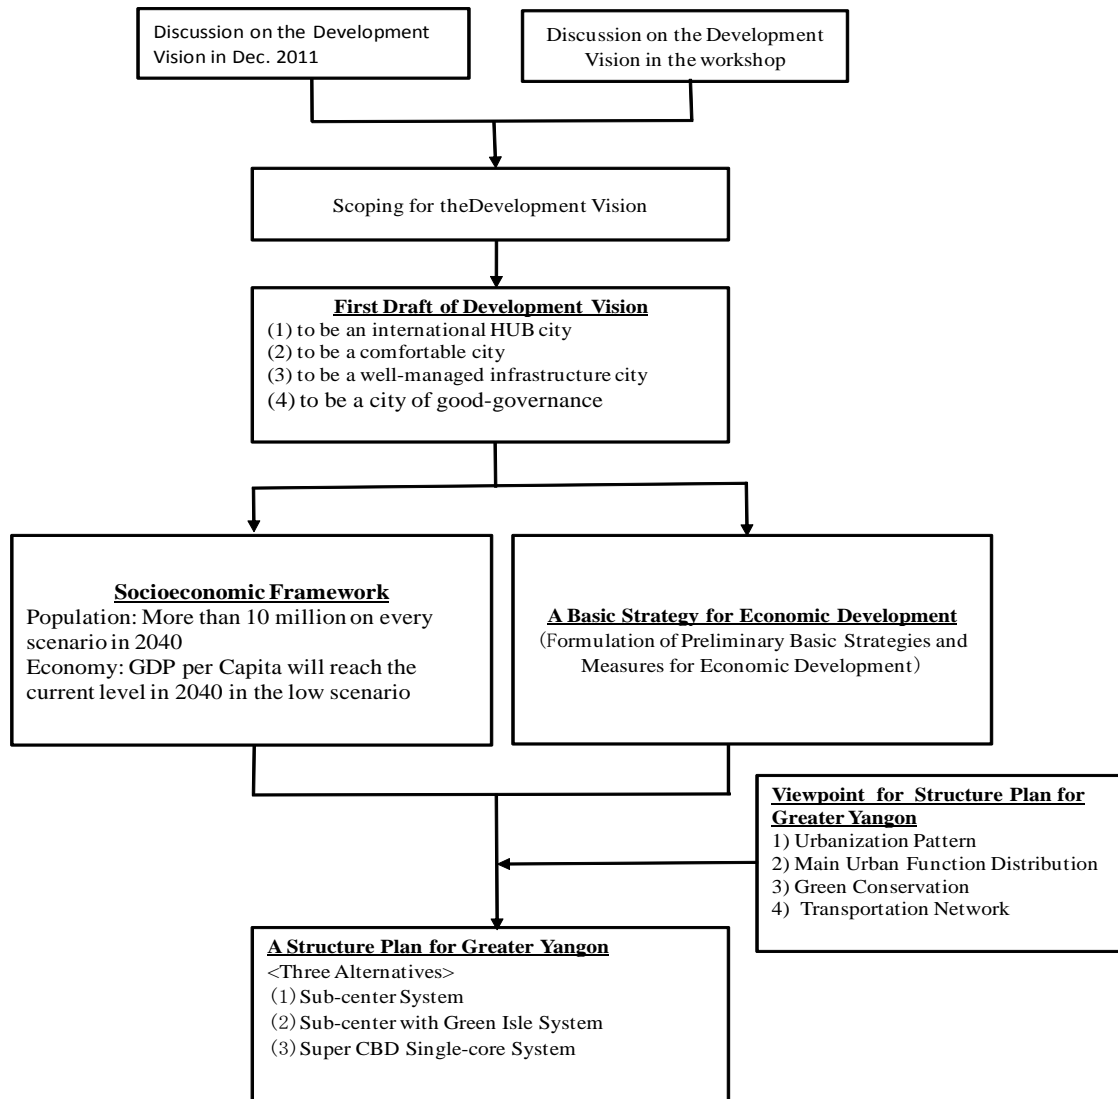 Discussion on the Development
Vision in Dec. 2011
Discussion on the Development
Vision in the workshop
Scoping for theDevelopment Vision
First Draft of Development Vision
(1) to be an international HUB city
(2) to be a comfortable city
(3) to be a well-managed infrastructure city
(4) to be a city of good-governance
Socioeconomic Framework
Population: More than 10 million on every
scenario in 2040
Economy: GDP per Capita will reach the
current level in 2040 in the low scenario
A Basic Strategy for Economic Development
（Formulation of Preliminary Basic Strategies and
Measures for Economic Development）
Viewpoint for Structure Plan for
Greater Yangon
1) Urbanization Pattern
2) Main Urban Function Distribution
3) Green Conservation
4) Transportation Network
A Structure Plan for Greater Yangon
<Three Alternatives>
（1）Sub-center System
（2）Sub-center with Green Isle System
（3）Super CBD Single-core System